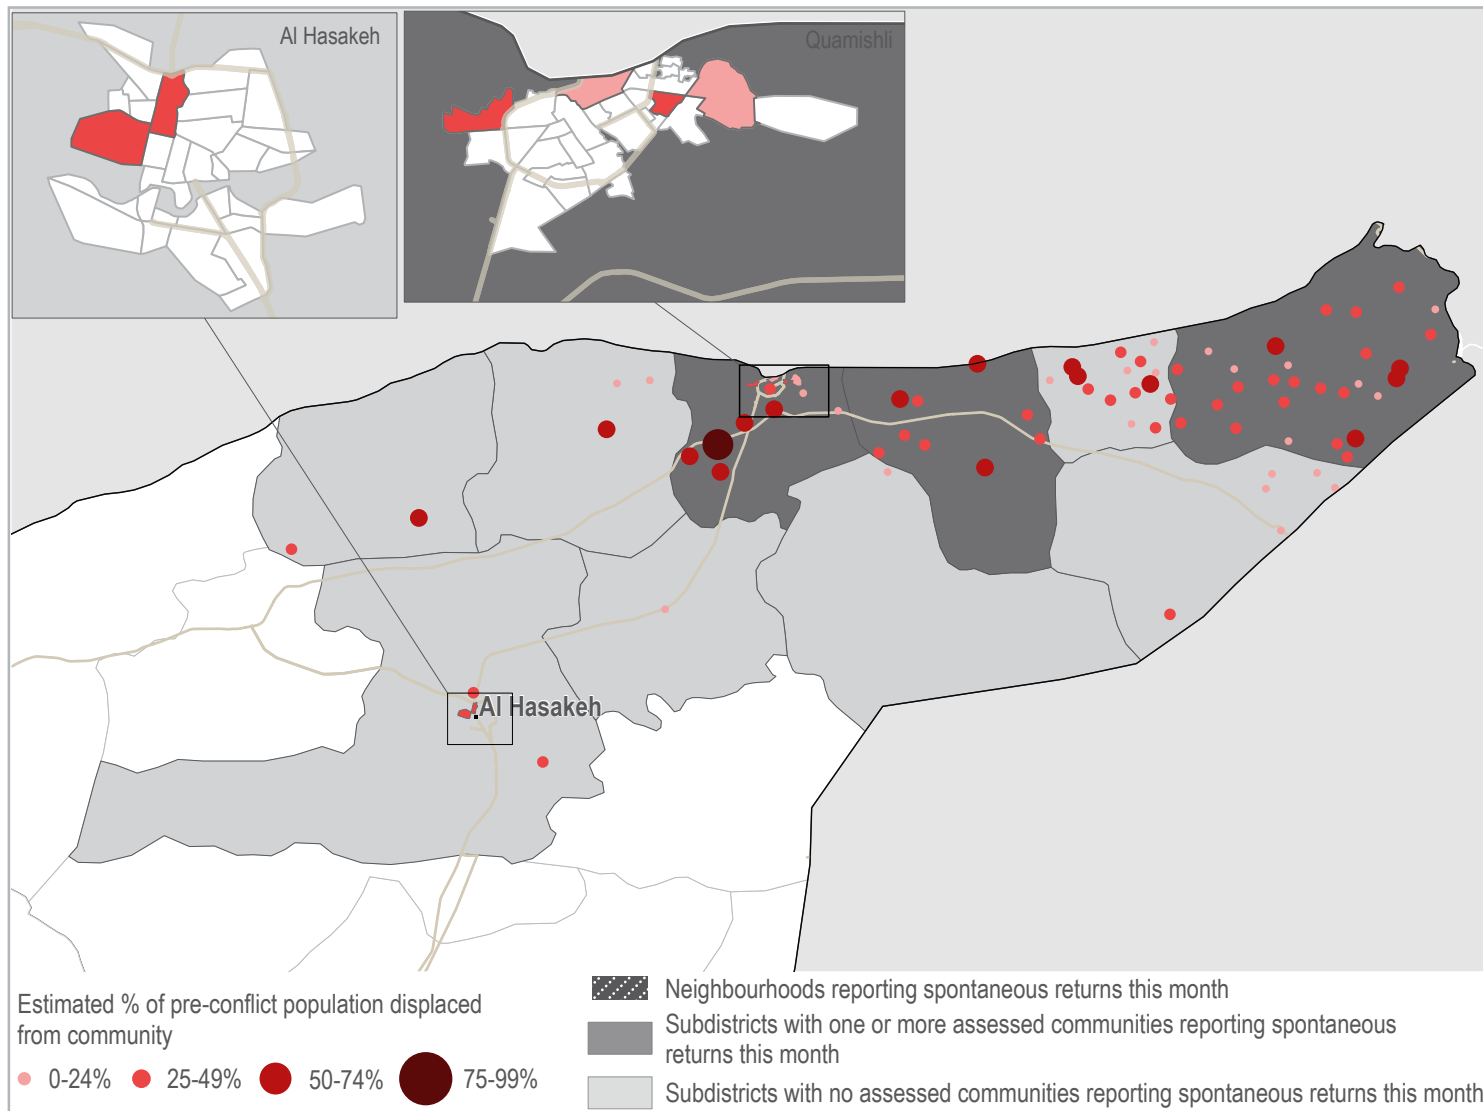 Al Hasakeh
Quamishli
Al Hasakeh
Estimated % of pre-conflict population displaced
from community
0-24%
25-49%
50-74%
75-99%
Neighbourhoods reporting spontaneous returns this month
Subdistricts with one or more assessed communities reporting spontaneous
returns this month
Subdistricts with no assessed communities reporting spontaneous returns this month